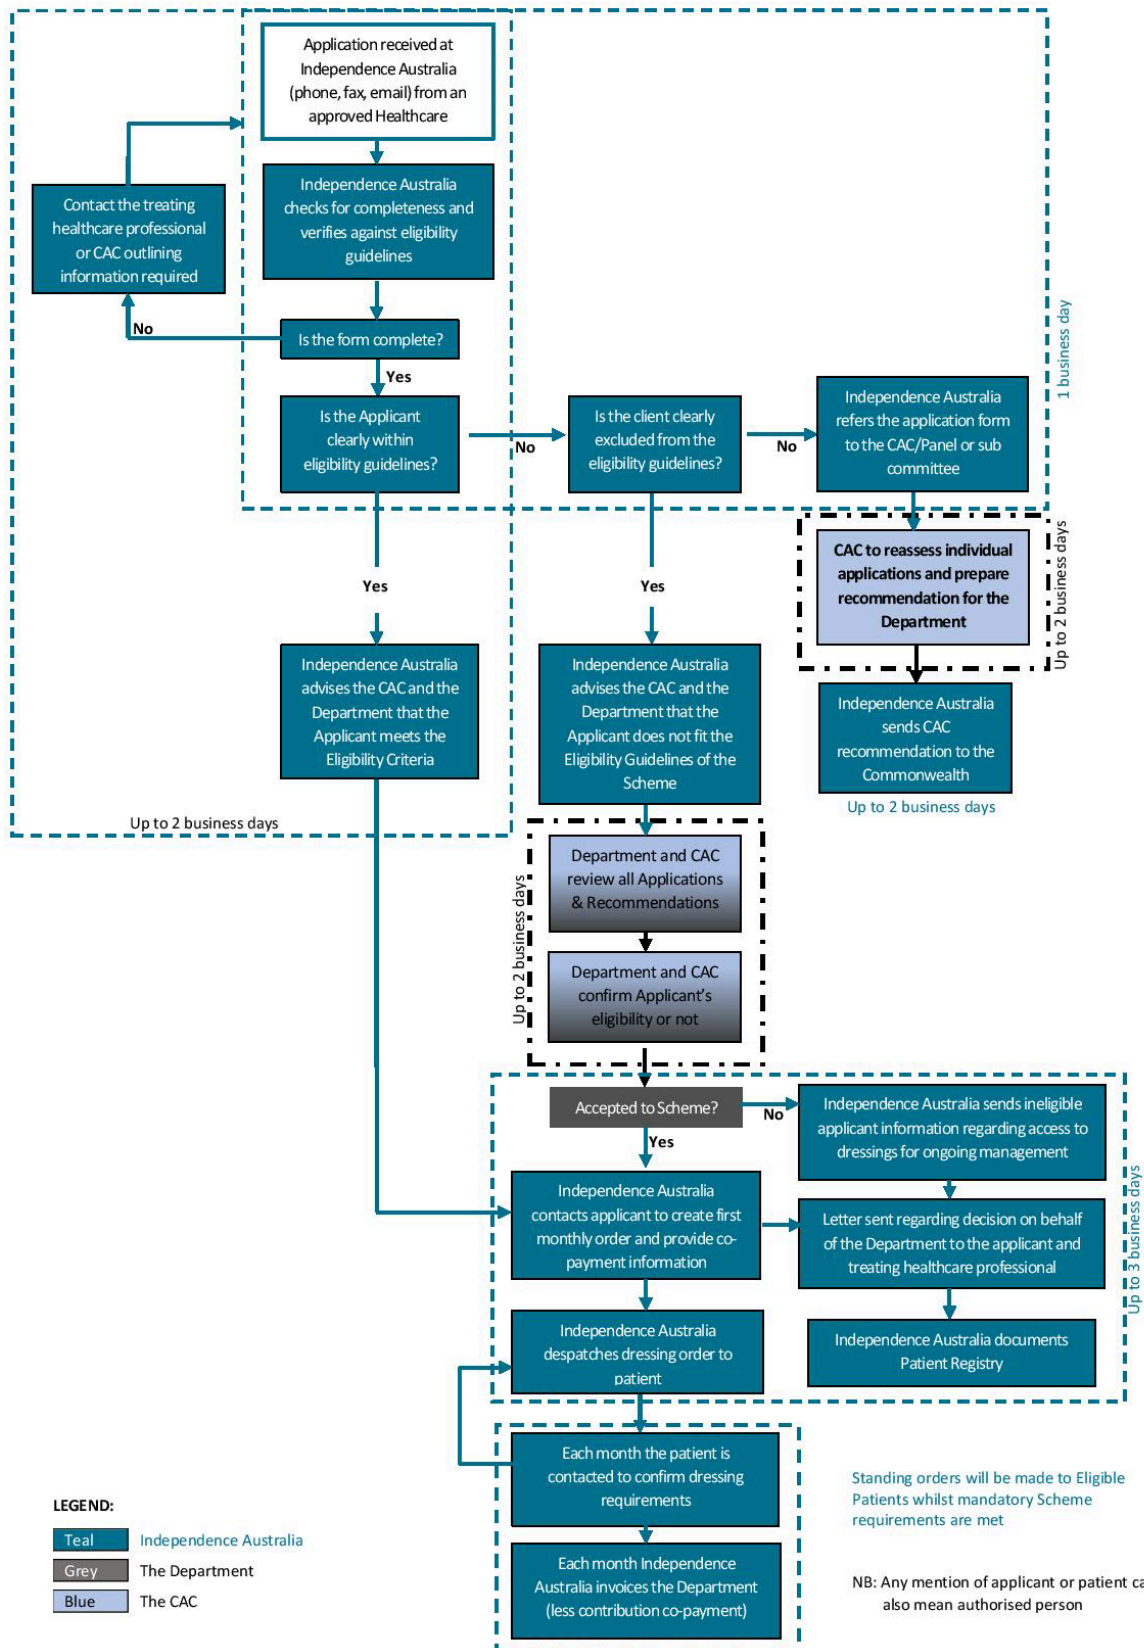 Application received at
Independence Australia
(phone, fax, email) from an
approved Healthcare
Independence Australia
checks for completeness and
verifies against eligibility
guidelines
Contact the treating
healthcare professional
or CAC outlining
information required
No
Is the form complete?
Yes
1 business day
Is the Applicant
clearly within
eligibility guidelines?
No
Is the client clearly
excluded from the
eligibility guidelines?
No
Independence Australia
refers the application form
to the CAC/Panel or sub
committee
Yes
Yes
CAC to reassess individual
applications and prepare
recommendation for the
Department
Up to 2 business days
Independence Australia
advises the CAC and the
Department that the
Applicant meets the
Eligibility Criteria
Independence Australia
advises the CAC and the
Department that the
Applicant does not fit the
Eligibility Guidelines of the
Scheme
Independence Australia
sends CAC
recommendation to the
Commonwealth
Up to 2 business days
Up to 2 business days
Department and CAC
review all Applications
& Recommendations
Up to 2 business days
Department and CAC
confirm Applicant’s
eligibility or not
Accepted to Scheme?
No
Yes
Independence Australia sends ineligible
applicant information regarding access to
dressings for ongoing management
Independence Australia
contacts applicant to create first
monthly order and provide co-
payment information
Letter sent regarding decision on behalf
of the Department to the applicant and
treating healthcare professional
Up to 3 business days
Independence Australia
despatches dressing order to
patient
Independence Australia documents
Patient Registry
Each month the patient is
contacted to confirm dressing
requirements
Each month Independence
Australia invoices the Department
(less contribution co-payment)
Standing orders will be made to Eligible
Patients whilst mandatory Scheme
requirements are met
NB: Any mention of applicant or patient ca
also mean authorised person
LEGEND:
Teal Independence Australia
Grey The Department
Blue The CAC